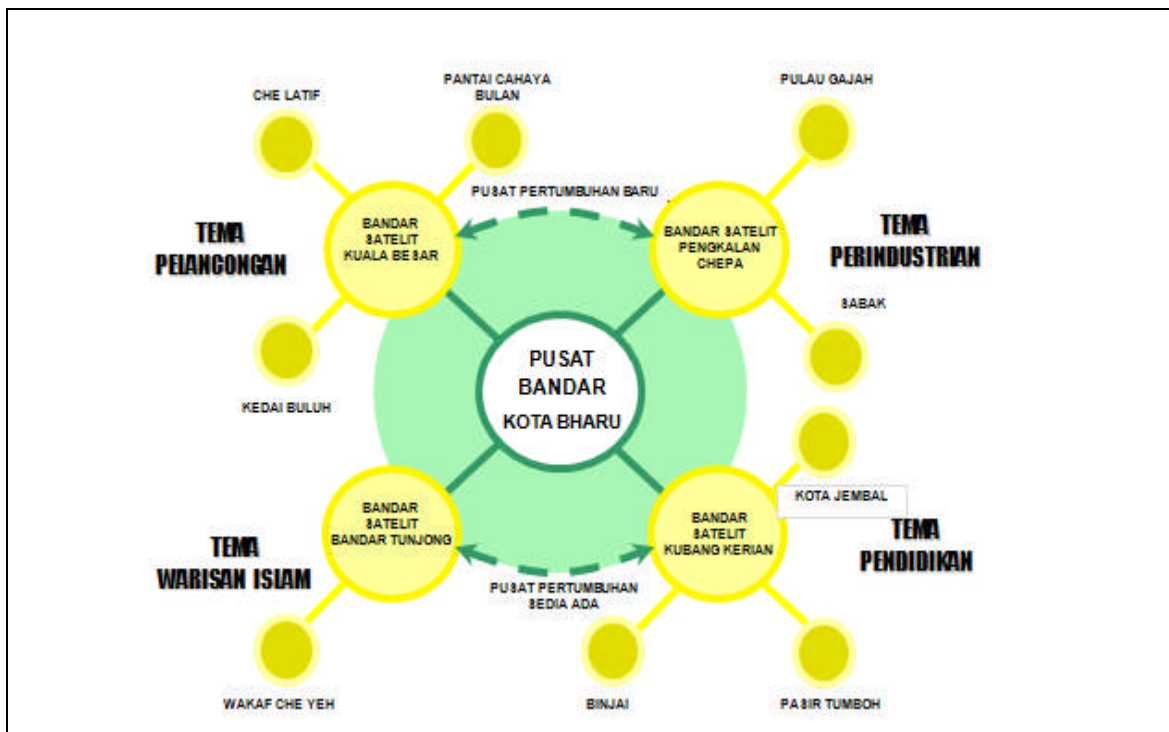 PANTAI CAHAYA
BULAN
PULAU GAJAH
CHE LATIF
PUSAT PERTUMBUHAN BARU
TEMA
PELANCONGAN
BANDAR
SATELIT
KUALA BESAR
BANDAR SATELIT
PENGKALAN
CHEPA
TEMA
PERINDUSTRIAN
SABAK
KEDAI BULUH
PUSAT
BANDAR
KOTA BHARU
KOTA JEMBAL
BANDAR
SATELIT
BANDAR TUNJONG
BANDAR
SATELIT
KUBANG KERIAN
TEMA
WARISAN ISLAM
TEMA
PENDIDIKAN
PUSAT PERTUMBUHAN
SEDIA ADA
WAKAF CHE YEH
BINJAI
PASIR TUMBOH